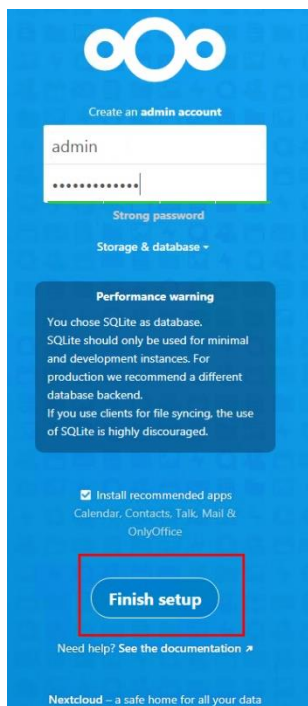 Create an admin account
admin
•••••••••••••
Strong password
Storage & database
Performance warning
You chose SQLite as database.
SQLite should only be used for minimal
and development instances. For
production we recommend a different
database backend.
If you use clients for file syncing, the use
of SQLite is highly discouraged.
Install recommended apps
Calendar, Contacts, Talk, Mail &
OnlyOffice
Finish setup
Need help? See the documentation ↗
Nextcloud – a safe home for all your data